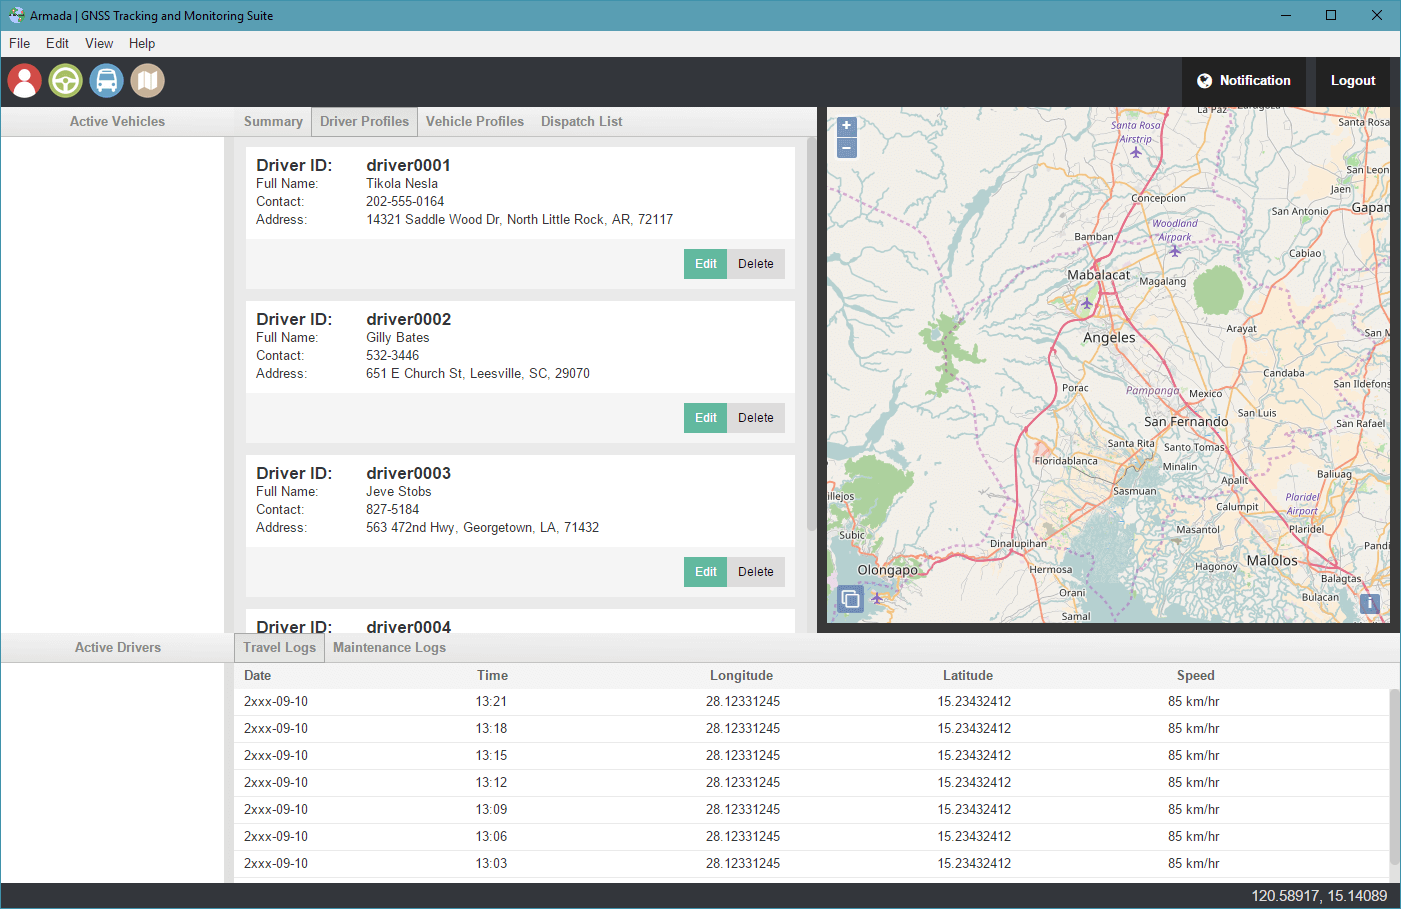 Armada | GNSS Tracking and Monitoring Suite
File Edit View Help
Notification Logout
Active Vehicles
Summary Driver Profiles Vehicle Profiles Dispatch List
Driver ID: driver0001
Full Name: Tikola Nesla
Contact: 202-555-0164
Address: 14321 Saddle Wood Dr, North Little Rock, AR, 72117
Edit Delete
Driver ID: driver0002
Full Name: Gilly Bates
Contact: 532-3446
Address: 651 E Church St, Leesville, SC, 29070
Edit Delete
Driver ID: driver0003
Full Name: Jeve Stobs
Contact: 827-5184
Address: 563 472nd Hwy, Georgetown, LA, 71432
Edit Delete
Driver ID: driver0004
+
−
La Paz
Zaragoza
Santa Rosa
Airstrip
Santa Rosa
San Leon
Jaen
Concepcion
San Antonio
Gapan
Woodland
Airpark
Bamban
Cabiao
Mabalacat
Magalang
Arayat
San M
Angeles
Candaba
Porac
Pampanga
Mexico
San Ildefons
San Luis
San Fernando
San Rafael
Santa Rita
Santo Tomas
Floridablanca
Minalin
Baliuag
Apalit
Sasmuan
Plaridel
Airport
illejos
Calumpit
Masantol
Plaridel
Subic
Dinalupihan
Pandi
Olongapo
Hermosa
Hagonoy
Malolos
Balagtas
Orani
Bulacan
Samal
i
Active Drivers
Travel Logs Maintenance Logs
Date Time Longitude Latitude Speed
2xxx-09-10 13:21 28.12331245 15.23432412 85 km/hr
2xxx-09-10 13:18 28.12331245 15.23432412 85 km/hr
2xxx-09-10 13:15 28.12331245 15.23432412 85 km/hr
2xxx-09-10 13:12 28.12331245 15.23432412 85 km/hr
2xxx-09-10 13:09 28.12331245 15.23432412 85 km/hr
2xxx-09-10 13:06 28.12331245 15.23432412 85 km/hr
2xxx-09-10 13:03 28.12331245 15.23432412 85 km/hr
120.58917, 15.14089